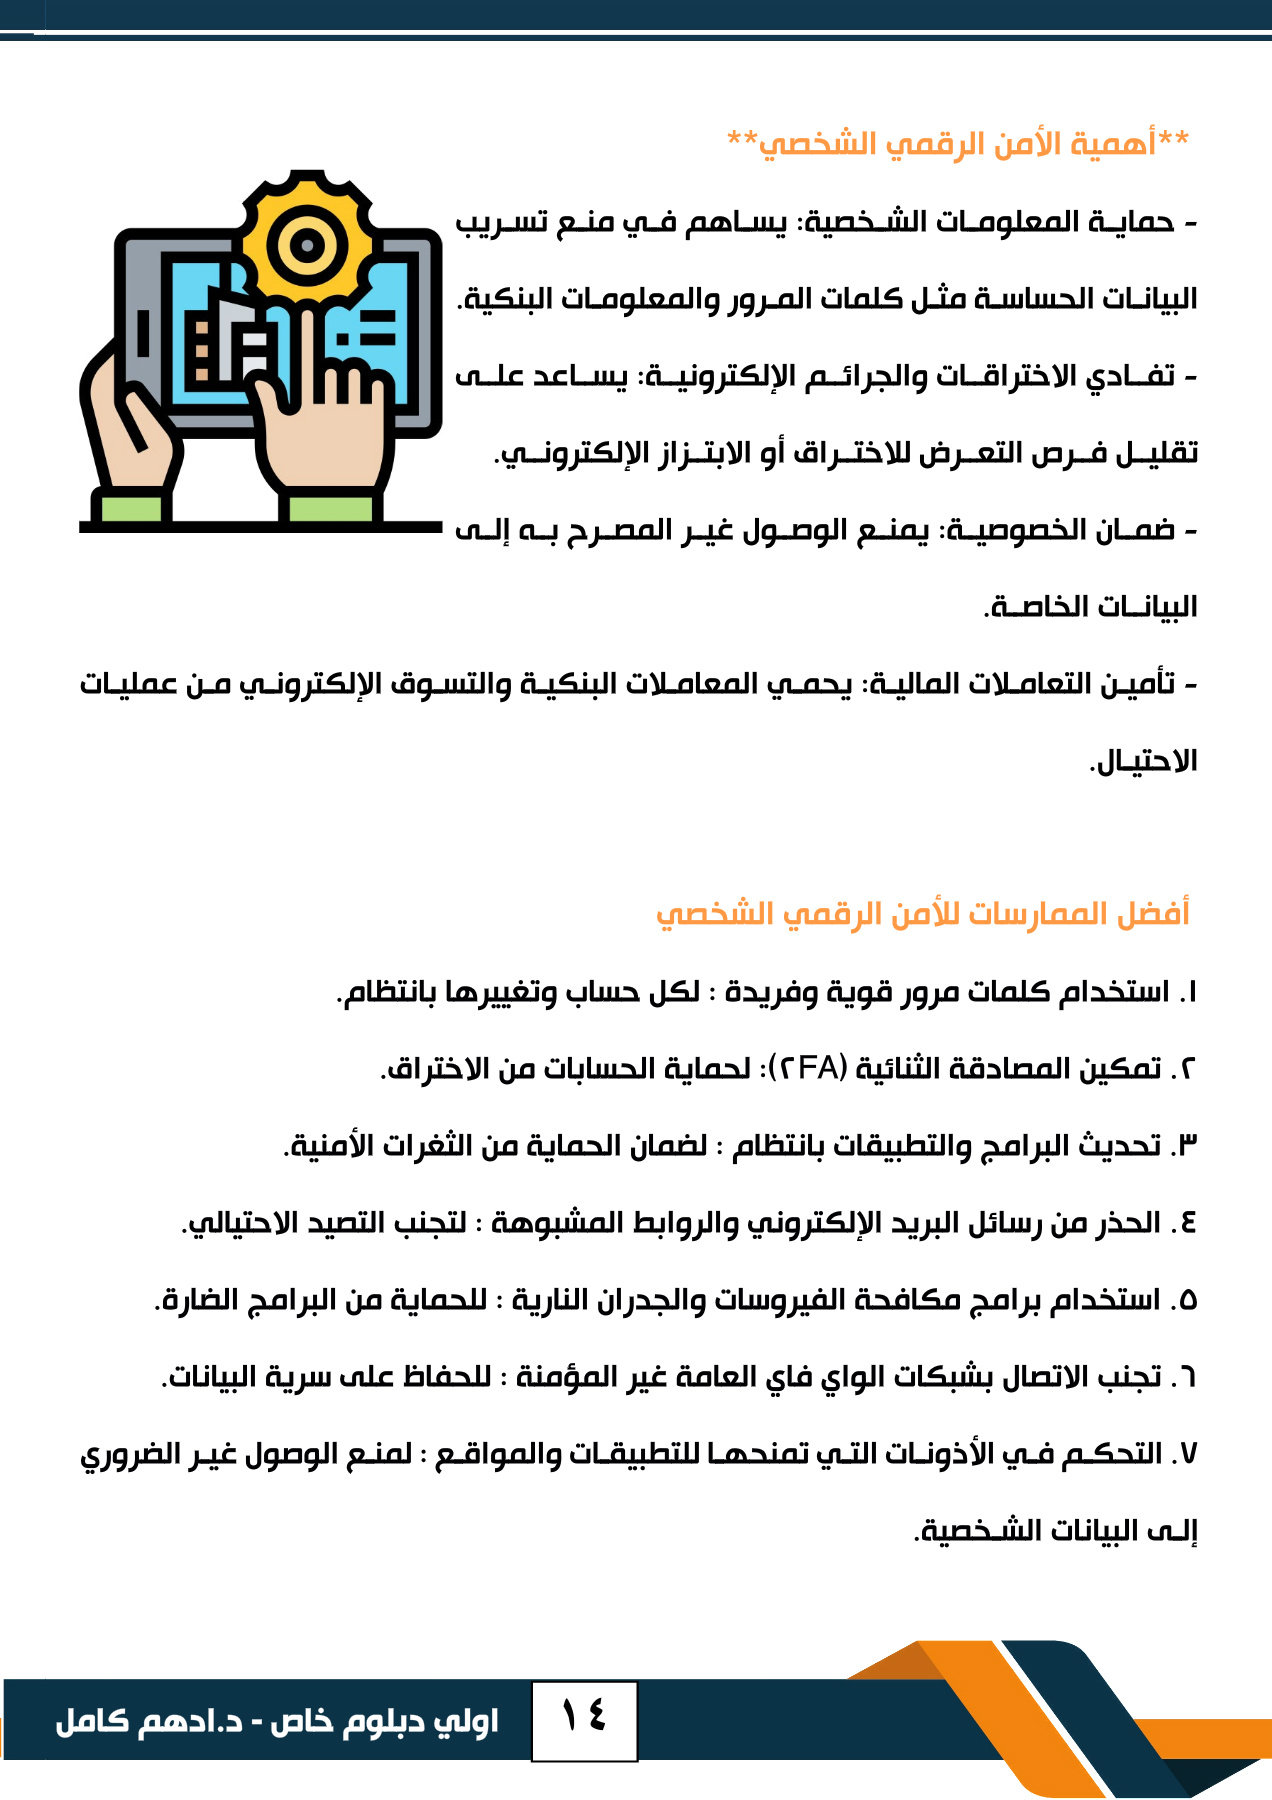 **أهمية الأمن الرقمي الشخصي**
- حماية المعلومات الشخصية: يساهم في منع تسريب
البيانات الحساسة مثل كلمات المرور والمعلومات البنكية.
- تفادي الاختراقات والجرائم الإلكترونية: يساعد على
تقليل فرص التعرض للاختراق أو الابتزاز الإلكتروني.
- ضمان الخصوصية: يمنع الوصول غير المصرح به إلى
البيانات الخاصة.
- تأمين التعاملات المالية: يحمي المعاملات البنكية والتسوق الإلكتروني من عمليات
الاحتيال.
أفضل الممارسات للأمن الرقمي الشخصي
١. استخدام كلمات مرور قوية وفريدة : لكل حساب وتغييرها بانتظام.
٢. تمكين المصادقة الثنائية (٢FA): لحماية الحسابات من الاختراق.
٣. تحديث البرامج والتطبيقات بانتظام : لضمان الحماية من الثغرات الأمنية.
٤. الحذر من رسائل البريد الإلكتروني والروابط المشبوهة : لتجنب التصيد الاحتيالي.
٥. استخدام برامج مكافحة الفيروسات والجدران النارية : للحماية من البرامج الضارة.
٦. تجنب الاتصال بشبكات الواي فاي العامة غير المؤمنة : للحفاظ على سرية البيانات.
٧. التحكم في الأذونات التي تمنحها للتطبيقات والمواقع : لمنع الوصول غير الضروري
إلى البيانات الشخصية.
١٤
اولي دبلوم خاص - د.ادهم كامل